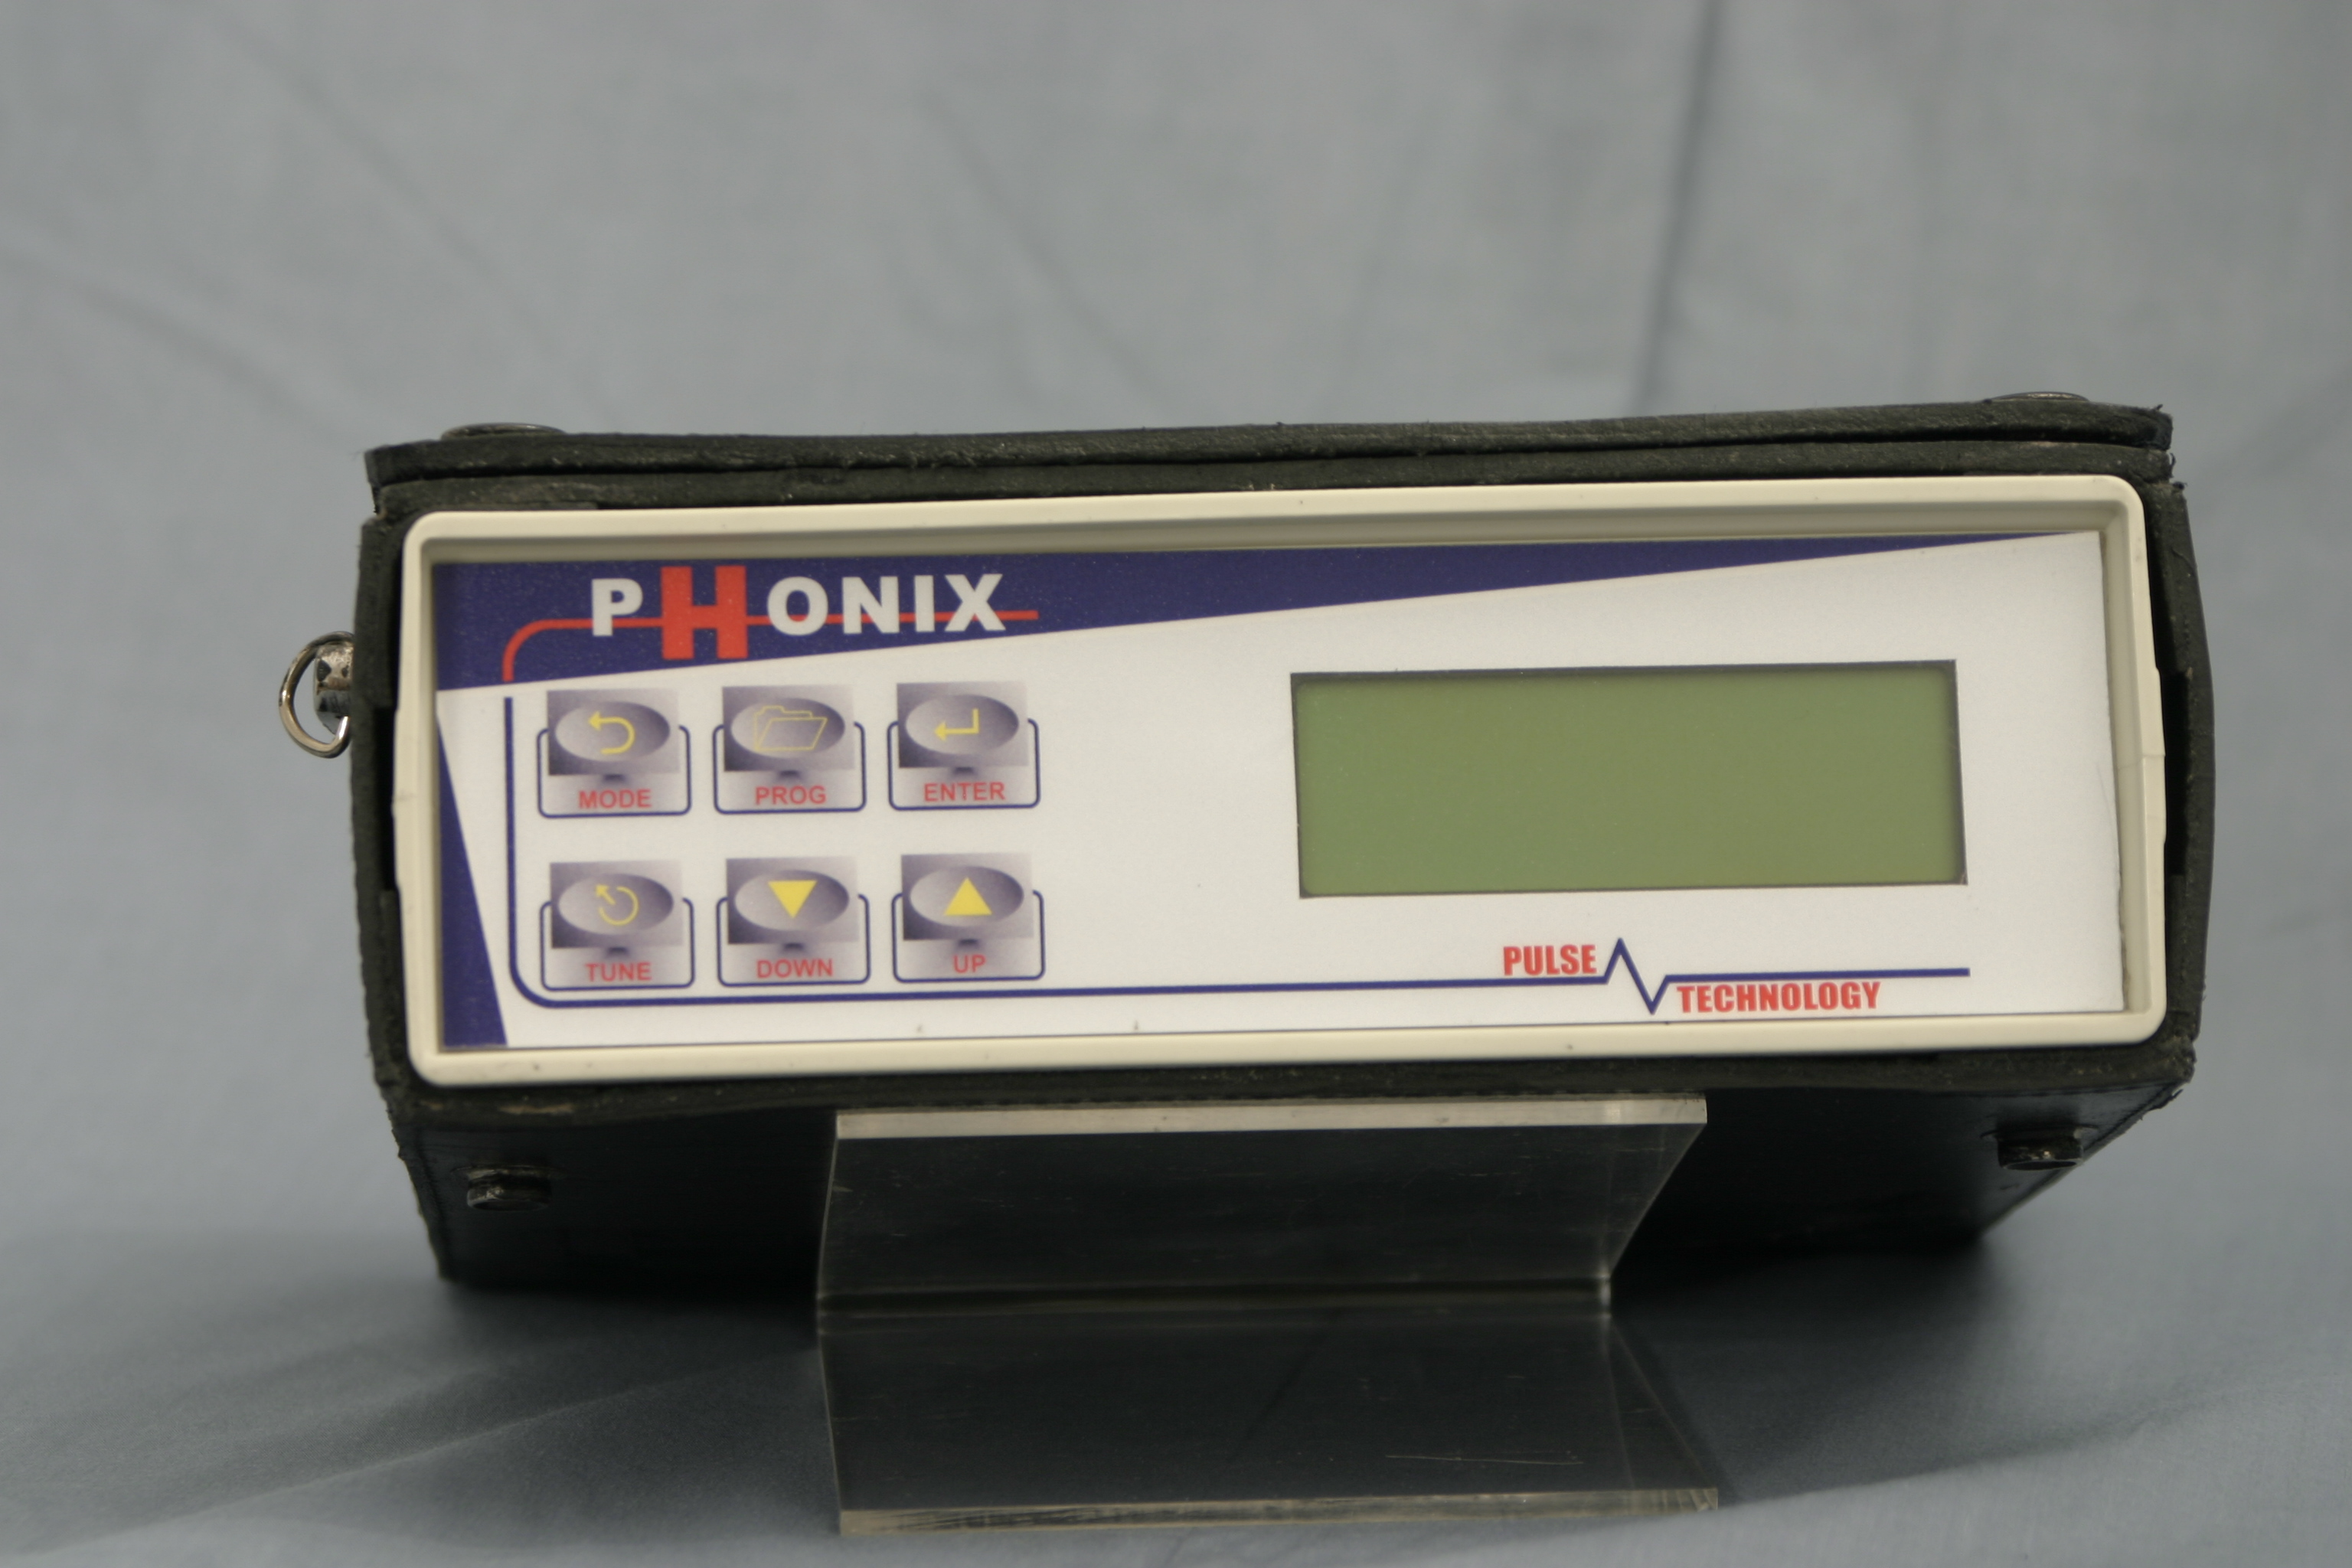 PHONIX
MODE PROG ENTER
TUNE DOWN UP
PULSE
TECHNOLOGY